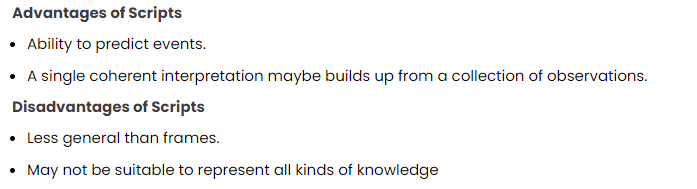 Advantages of Scripts
• Ability to predict events.
• A single coherent interpretation maybe builds up from a collection of observations.
Disadvantages of Scripts
• Less general than frames.
• May not be suitable to represent all kinds of knowledge